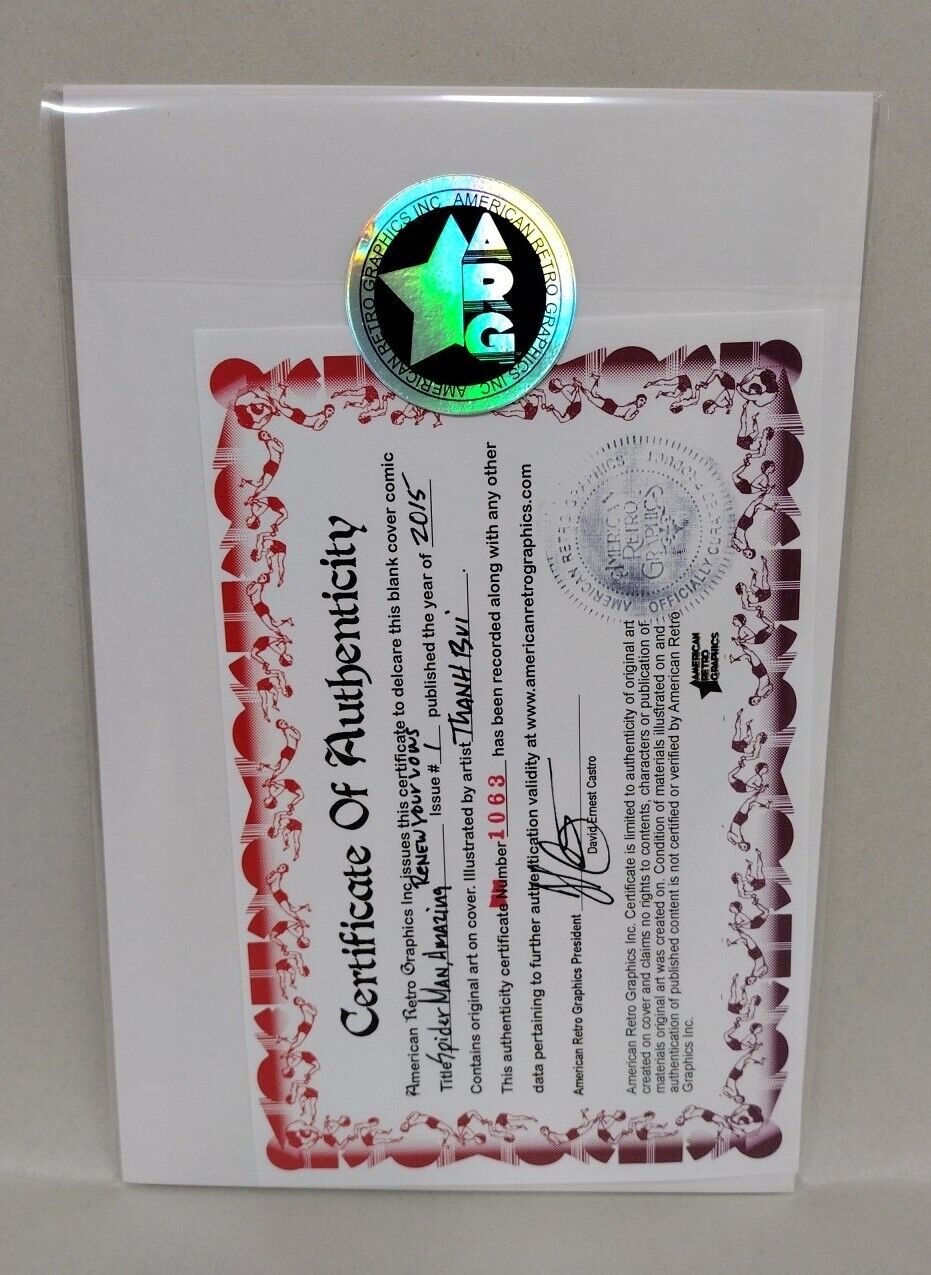 AMERICAN RETRO GRAPHICS INC AMERICAN RETRO GRAPHICS INC
ARG
Certificate Of Authenticity
American Retro Graphics Inc issues this certificate to delcare this blank cover comic
Renew Your Vows
Title Spider Man, Amazing Issue # 1 published the year of 2015
Contains original art on cover. Illustrated by artist Thanh Bui.
This authenticity certificate Number 1063 has been recorded along with any other
data pertaining to further authentication validity at www.americanretrographics.com
American Retro Graphics President
David Ernest Castro
AMERICAN RETRO GRAPHICS
OFFICIALLY CURATED PRODUCT
AMERICAN
RETRO
GRAPHICS
American Retro Graphics Inc. Certificate is limited to authenticity of original art
created on cover and claims no rights to contents, characters or publication of
materials original art was created on. Condition of materials illustrated on and
authentication of published content is not certified or verified by American Retro
Graphics Inc.
AMERICAN
RETRO
GRAPHICS